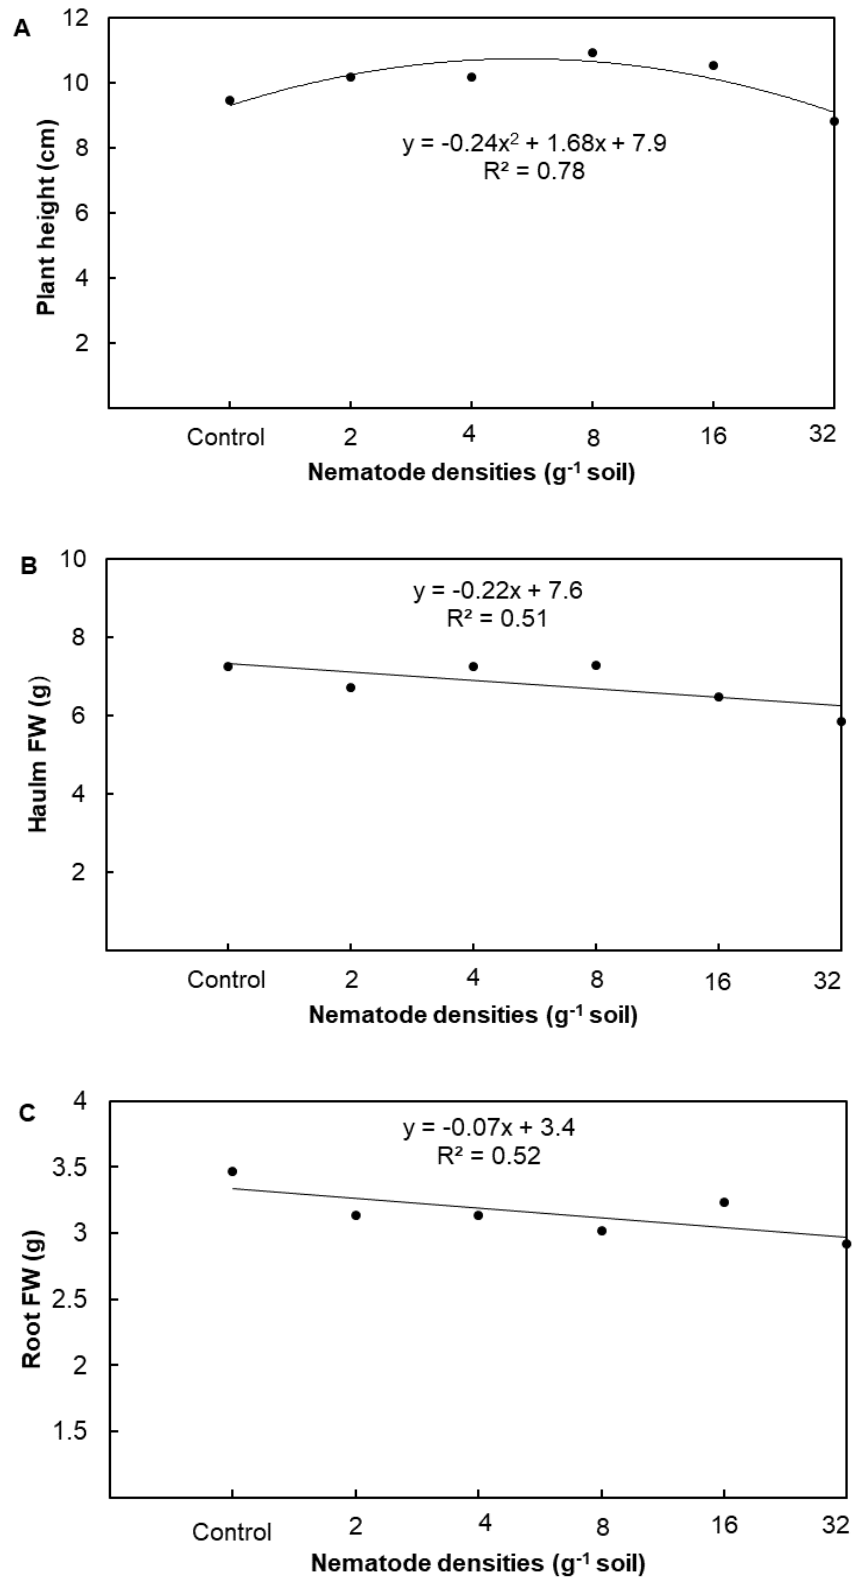 A
12
10
8
6
4
2
Plant height (cm)
y = -0.24x² + 1.68x + 7.9
R² = 0.78
Control 2 4 8 16 32
Nematode densities (g⁻¹ soil)
B
10
8
6
4
2
Haulm FW (g)
y = -0.22x + 7.6
R² = 0.51
Control 2 4 8 16 32
Nematode densities (g⁻¹ soil)
C
4
3.5
3
2.5
2
1.5
Root FW (g)
y = -0.07x + 3.4
R² = 0.52
Control 2 4 8 16 32
Nematode densities (g⁻¹ soil)